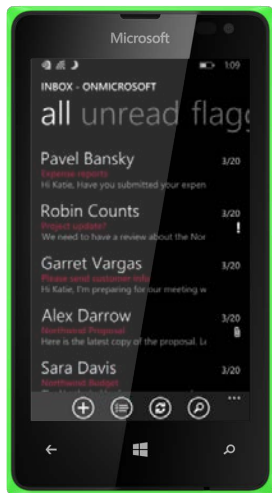 Microsoft
1:09
INBOX - ONMICROSOFT
all unread flagg
Pavel Bansky
3/20
Expense reports
Hi Katie, Have you submitted your expen
Robin Counts
3/20
Project update?
We need to have a review about the Nor
Garret Vargas
3/20
Please send customer info
Hi Katie, I'm preparing for our meeting w
Alex Darrow
3/20
Northwind Proposal
Here is the latest copy of the proposal. Le
Sara Davis
3/20
Northwind Budget